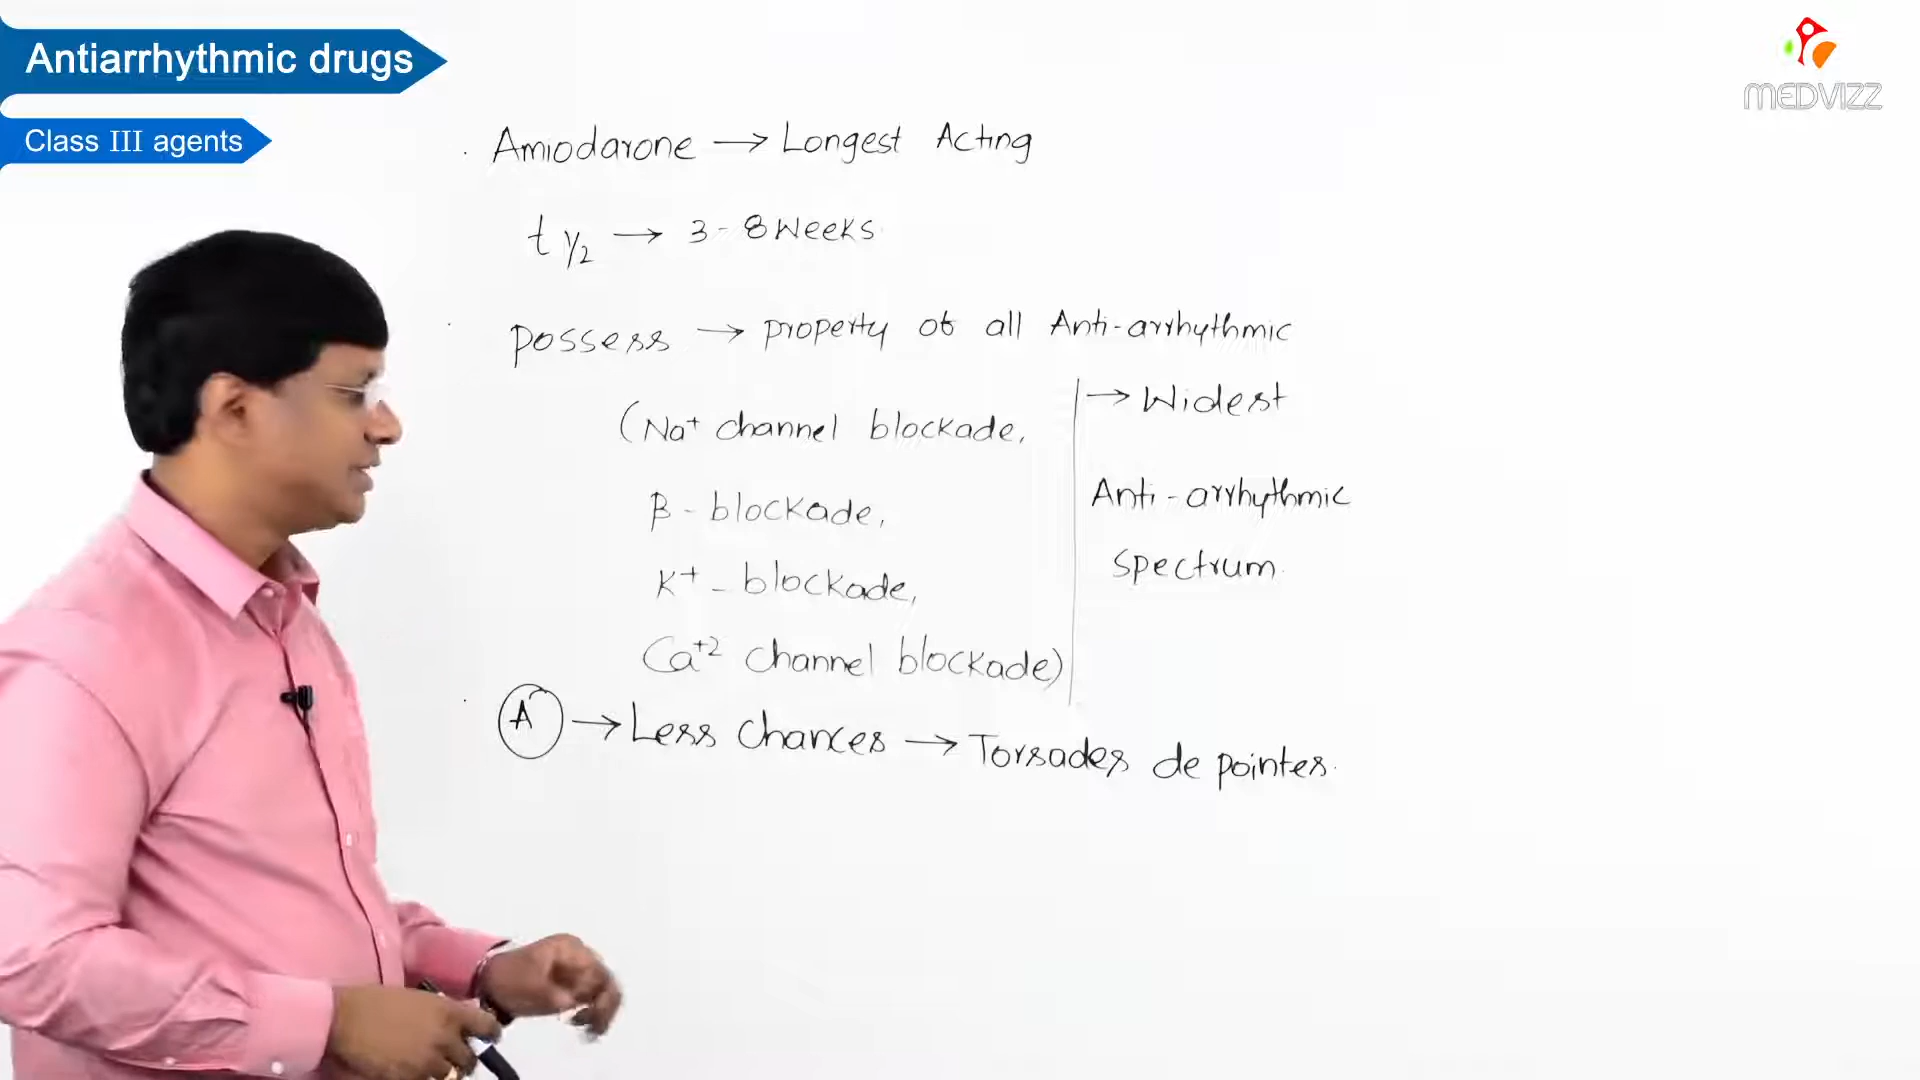 Antiarrhythmic drugs
Class III agents
MEDVIZZ
Amiodarone → Longest Acting
t 1/2 → 3-8 Weeks
Possess → property of all Anti-arrhythmic
(Na+ channel blockade,
β - blockade,
K+ - blockade,
Ca+2 channel blockade)
→ Widest
Anti-arrhythmic
spectrum.
A → Less Chances → Torsades de pointes.